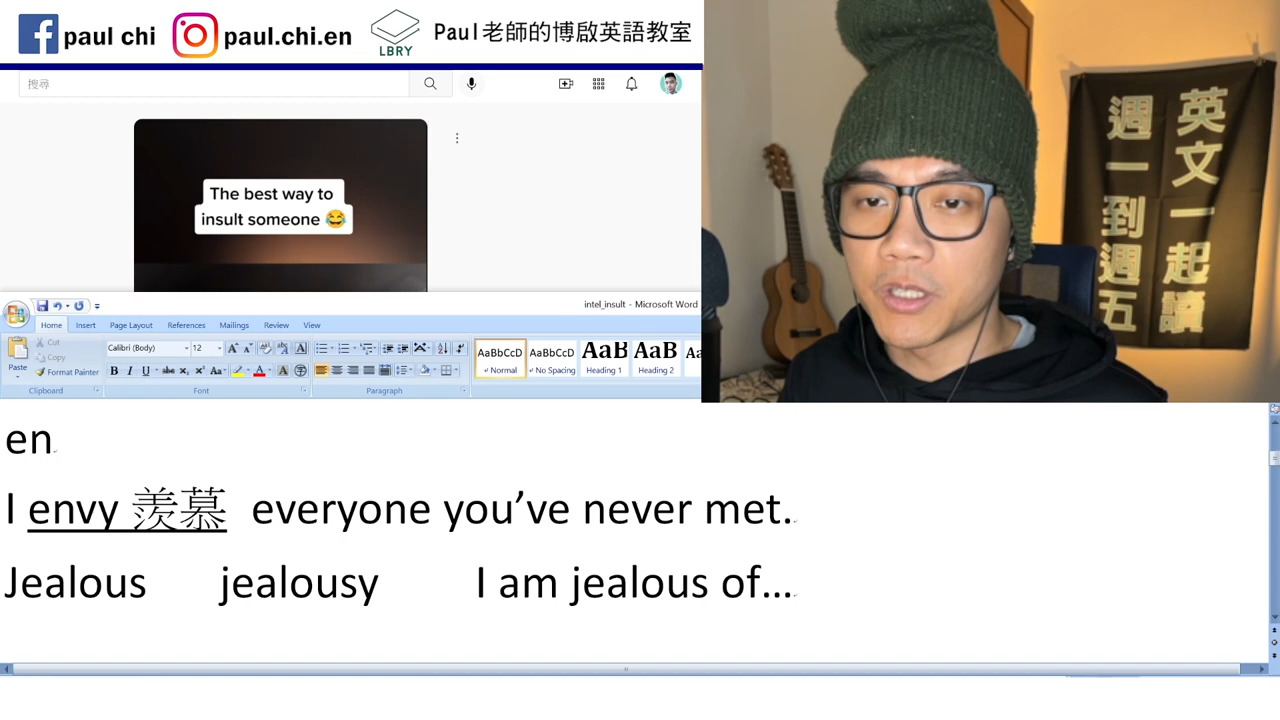 paul chi
paul.chi.en
LBRY
Paul老師的博啟英語教室
搜尋
The best way to
insult someone 😂
英文一起讀
週一到週五
intel_insult - Microsoft Word
Home Insert Page Layout References Mailings Review View
Cut
Copy
Format Painter
Paste
Calibri (Body) 12
AaBbCcD AaBbCcD AaB AaB Aa
Normal No Spacing Heading 1 Heading 2
Clipboard Font Paragraph
en
I envy 羨慕 everyone you’ve never met.
Jealous jealousy I am jealous of…